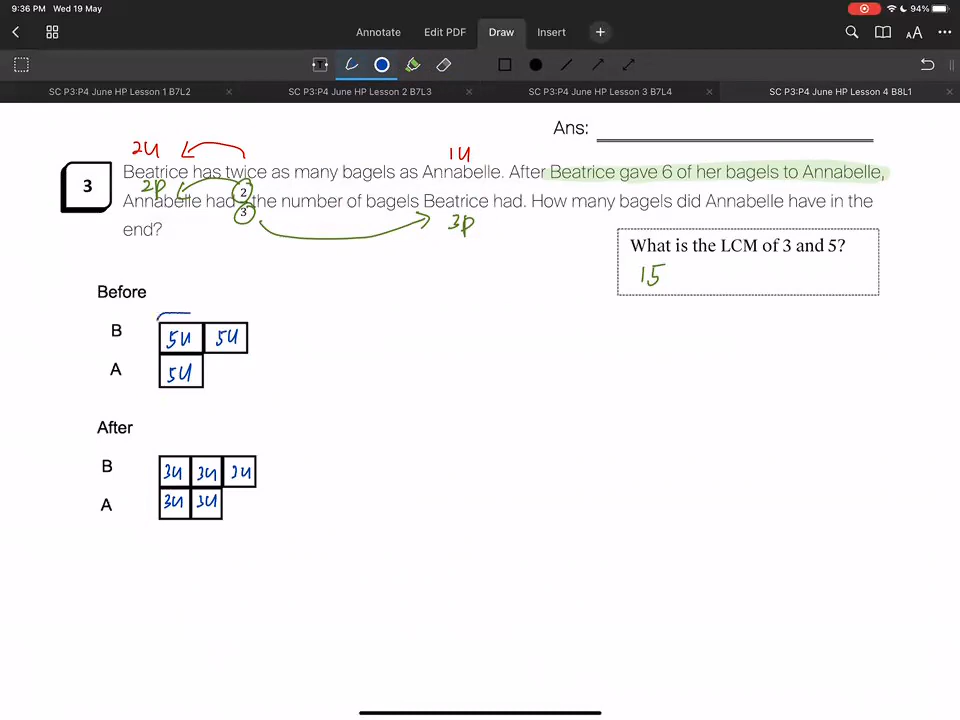 9:36 PM Wed 19 May
94%
Annotate Edit PDF Draw Insert
AA
T
SC P3:P4 June HP Lesson 1 B7L2
SC P3:P4 June HP Lesson 2 B7L3
SC P3:P4 June HP Lesson 3 B7L4
SC P3:P4 June HP Lesson 4 B8L1
Ans:
2u 1u
3
Beatrice has twice as many bagels as Annabelle. After Beatrice gave 6 of her bagels to Annabelle,
2p
Annabelle had 2/3 the number of bagels Beatrice had. How many bagels did Annabelle have in the
3p
end?
What is the LCM of 3 and 5?
15
Before
B 5u 5u
A 5u
After
B 3u 3u 3u
A 3u 3u